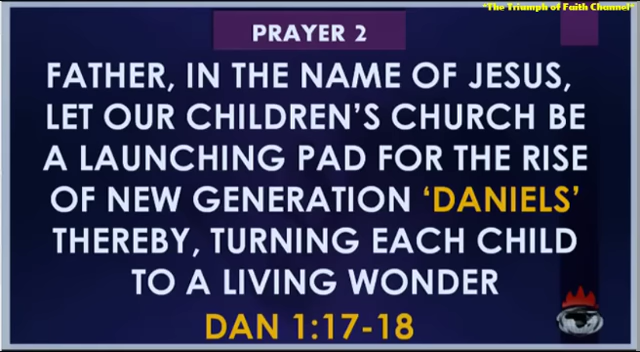 *The Triumph of Faith Channel*
PRAYER 2
FATHER, IN THE NAME OF JESUS,
LET OUR CHILDREN'S CHURCH BE
A LAUNCHING PAD FOR THE RISE
OF NEW GENERATION ‘DANIELS’
THEREBY, TURNING EACH CHILD
TO A LIVING WONDER
DAN 1:17-18